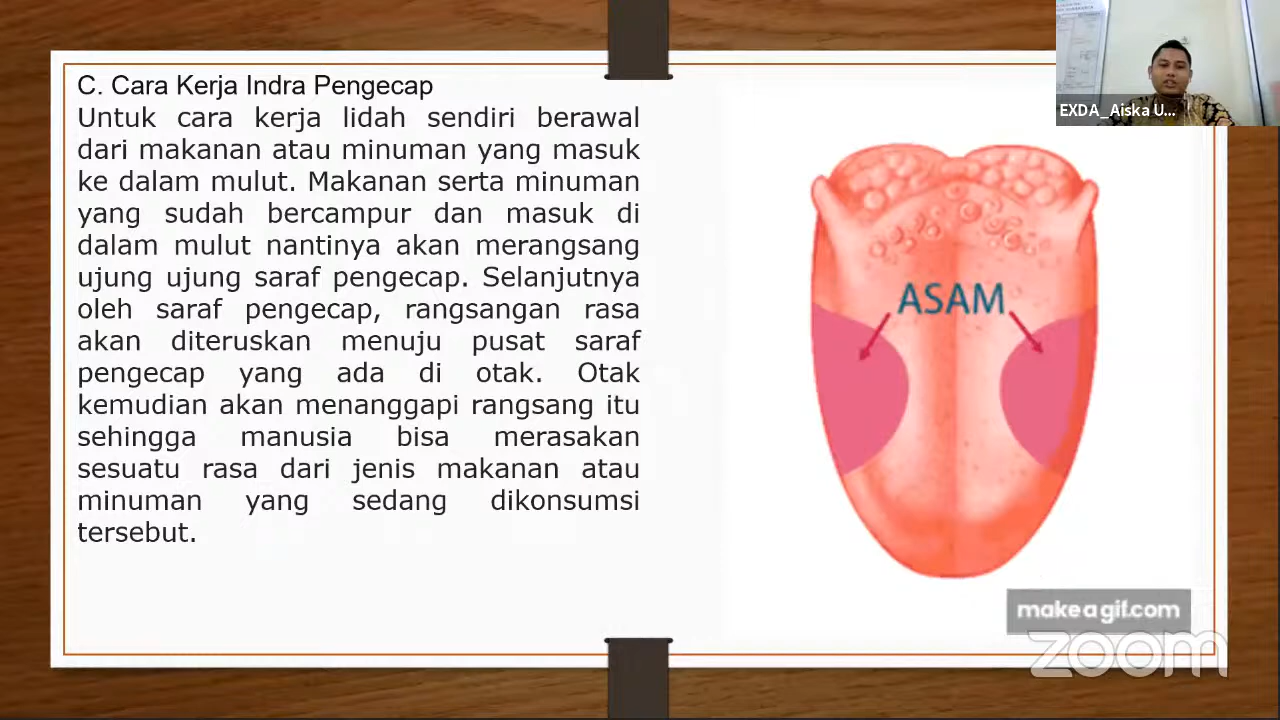 C. Cara Kerja Indra Pengecap
Untuk cara kerja lidah sendiri berawal
dari makanan atau minuman yang masuk
ke dalam mulut. Makanan serta minuman
yang sudah bercampur dan masuk di
dalam mulut nantinya akan merangsang
ujung ujung saraf pengecap. Selanjutnya
oleh saraf pengecap, rangsangan rasa
akan diteruskan menuju pusat saraf
pengecap yang ada di otak. Otak
kemudian akan menanggapi rangsang itu
sehingga manusia bisa merasakan
sesuatu rasa dari jenis makanan atau
minuman yang sedang dikonsumsi
tersebut.
ASAM
EXDA_Aiska U...
makeagif.com
zoom